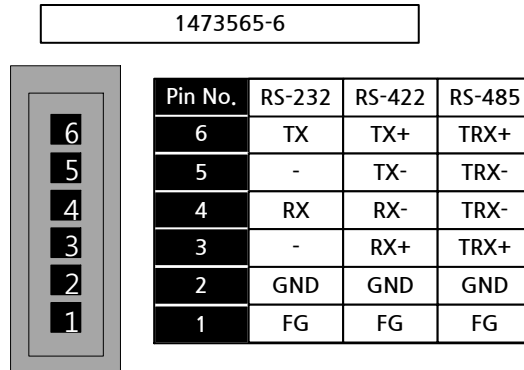 1473565-6
6
5
4
3
2
1
Pin No. RS-232 RS-422 RS-485
6 TX TX+ TRX+
5 - TX- TRX-
4 RX RX- TRX-
3 - RX+ TRX+
2 GND GND GND
1 FG FG FG